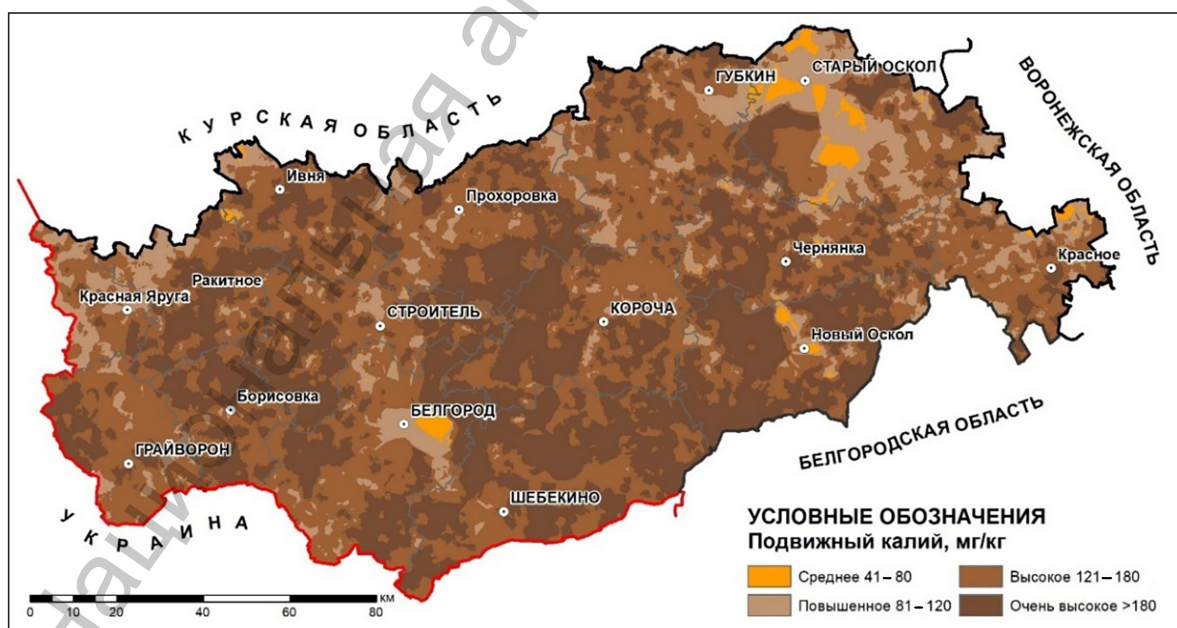 КУРСКАЯ ОБЛАСТЬ
ВОРОНЕЖСКАЯ ОБЛАСТЬ
ГУБКИН
СТАРЫЙ ОСКОЛ
Ивня
Прохоровка
Чернянка
Красное
Ракитное
Красная Яруга
СТРОИТЕЛЬ
КОРОЧА
Новый Оскол
Борисовка
БЕЛГОРОД
ГРАЙВОРОН
БЕЛГОРОДСКАЯ ОБЛАСТЬ
ШЕБЕКИНО
УКРАИНА
УСЛОВНЫЕ ОБОЗНАЧЕНИЯ
Подвижный калий, мг/кг
Среднее 41–80
Высокое 121–180
Повышенное 81–120
Очень высокое >180
км
0 10 20 40 60 80